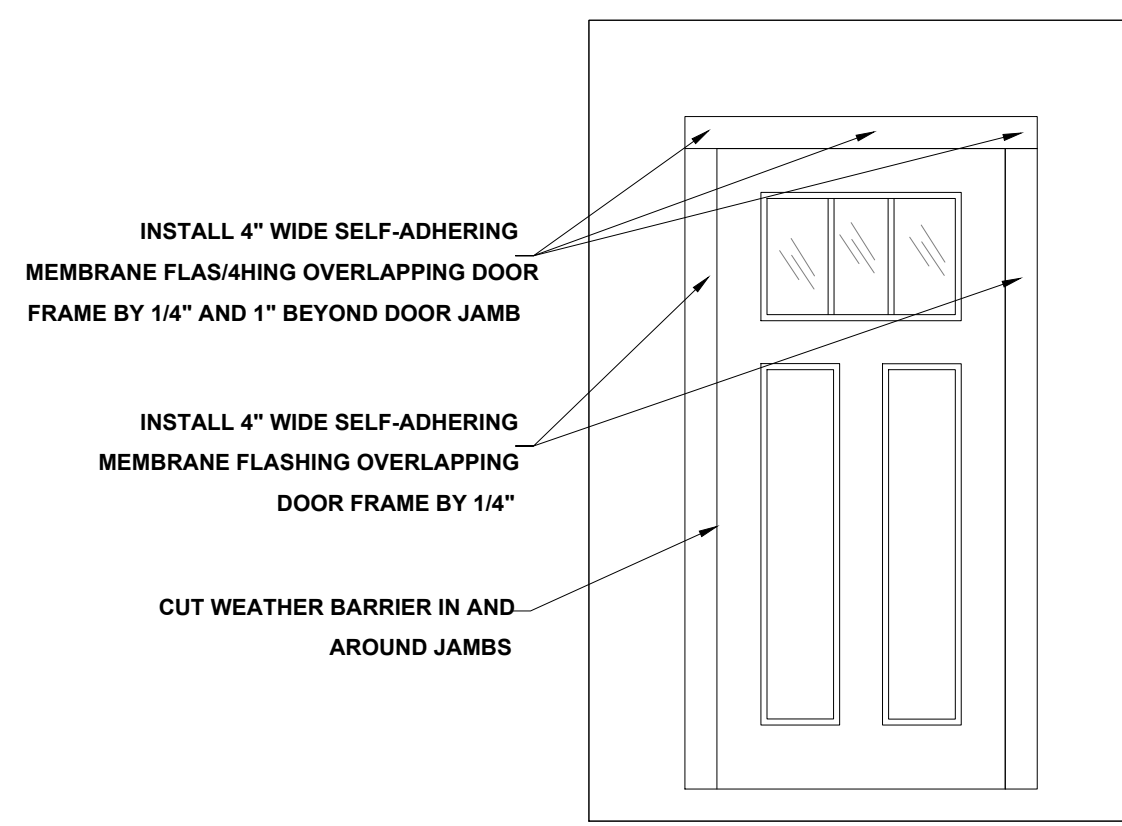 INSTALL 4" WIDE SELF-ADHERING
MEMBRANE FLAS/4HING OVERLAPPING DOOR
FRAME BY 1/4" AND 1" BEYOND DOOR JAMB
INSTALL 4" WIDE SELF-ADHERING
MEMBRANE FLASHING OVERLAPPING
DOOR FRAME BY 1/4"
CUT WEATHER BARRIER IN AND
AROUND JAMBS